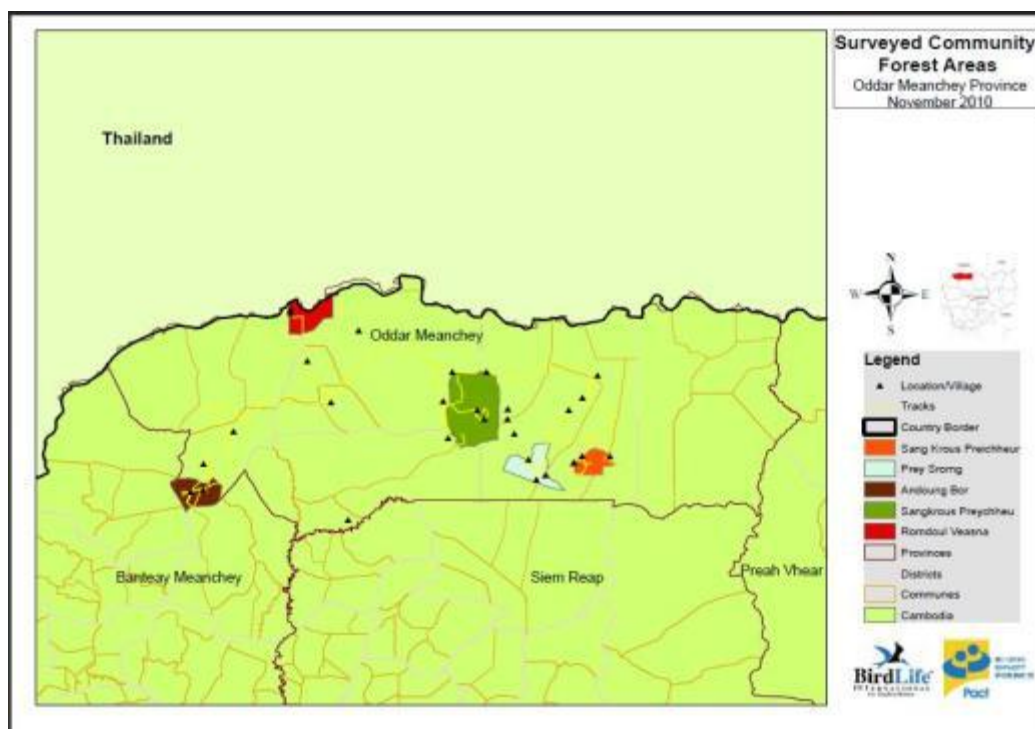 Surveyed Community
Forest Areas
Oddar Meanchey Province
November 2010
Thailand
Oddar Meanchey
Banteay Meanchey
Siem Reap
Preah Vhear
N
W
E
S
Legend
Location/Village
Tracks
Country Border
Sang Krous Preichheur
Prey Srorng
Andoung Bor
Sangkrous Preychheu
Romdoul Veasna
Provinces
Districts
Communes
Cambodia
BirdLife
INTERNATIONAL
Pact